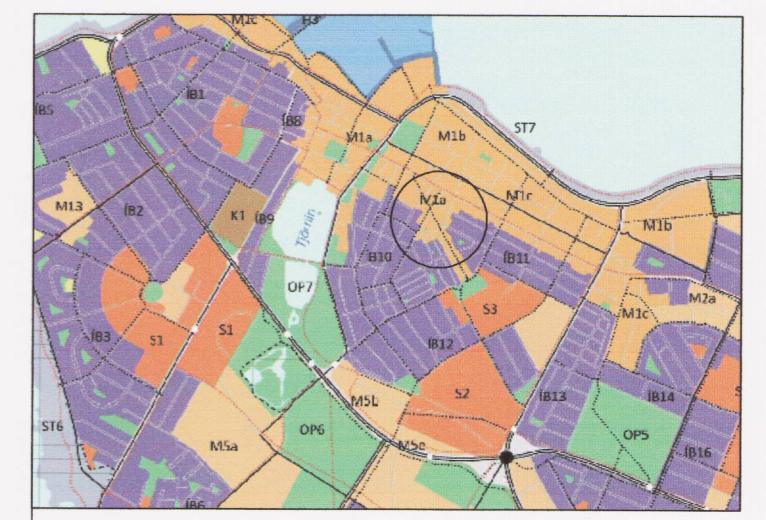 M1c
H3
ÍB5
ÍB1
ÍB8
M1a
M1b
ST7
M13
ÍB2
K1
ÍB9
Tjörnin
M1a
M1c
M1b
ÍB10
ÍB11
OP7
S3
M2a
M1c
ÍB3
S1
S1
ÍB12
S2
M5b
ÍB13
ÍB14
S
ST6
M5a
OP6
M5e
OP5
ÍB16
ÍB6